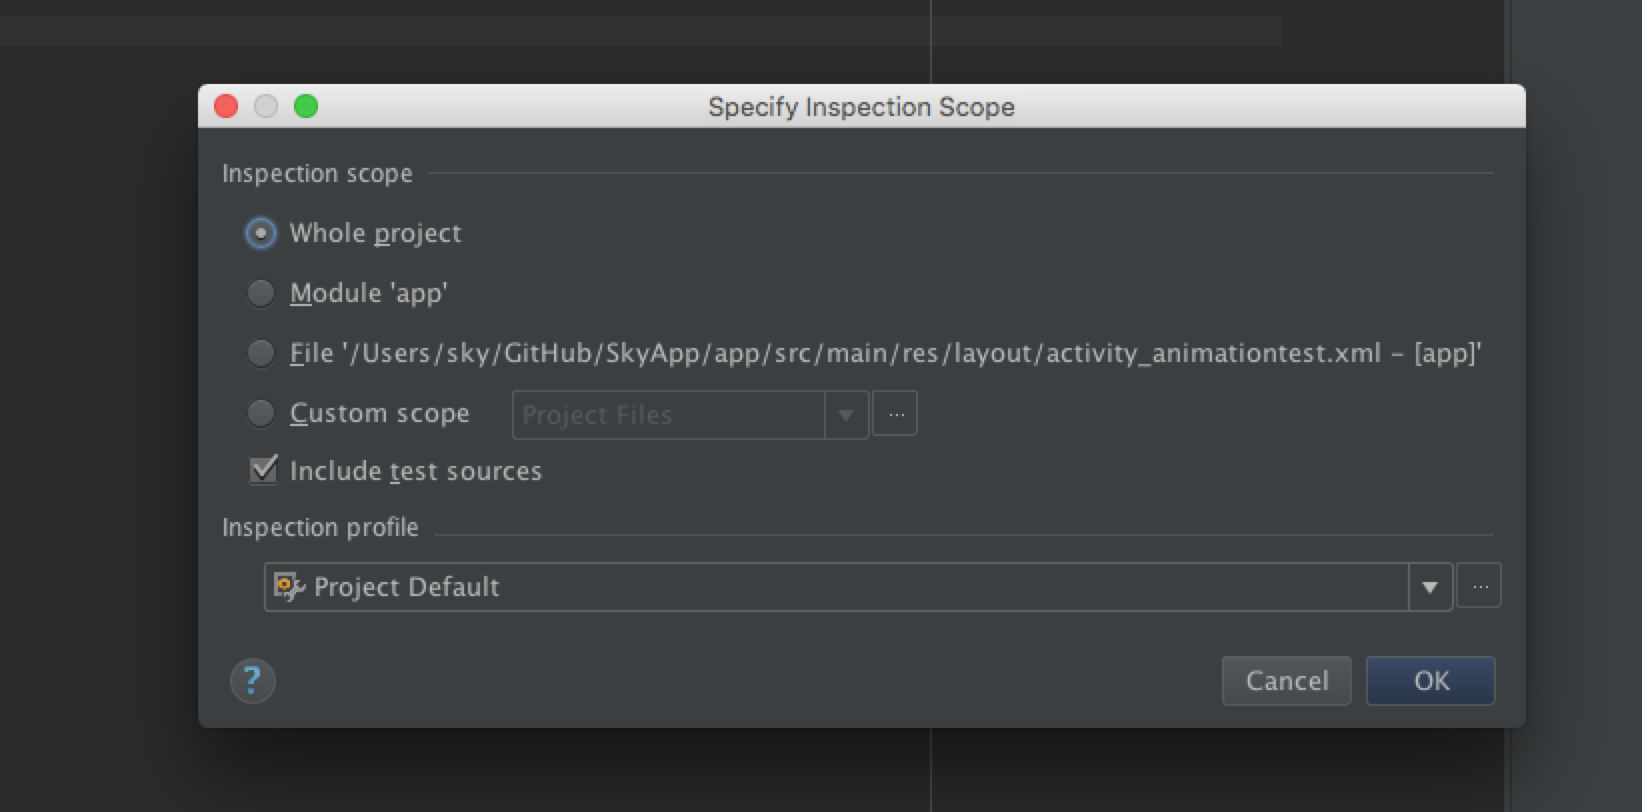 Specify Inspection Scope
Inspection scope
Whole project
Module 'app'
File '/Users/sky/GitHub/SkyApp/app/src/main/res/layout/activity_animationtest.xml – [app]'
Custom scope Project Files ...
Include test sources
Inspection profile
Project Default ...
? Cancel OK